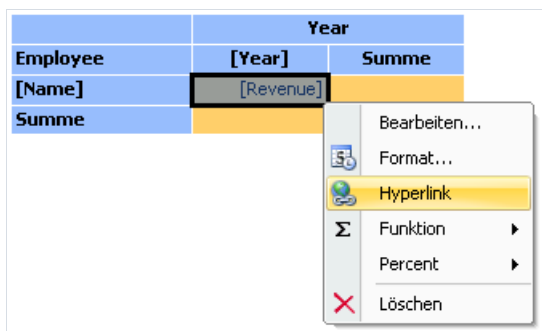 Year
Employee [Year] Summe
[Name] [Revenue]
Summe
Bearbeiten...
Format...
Hyperlink
Σ Funktion
Percent
Löschen